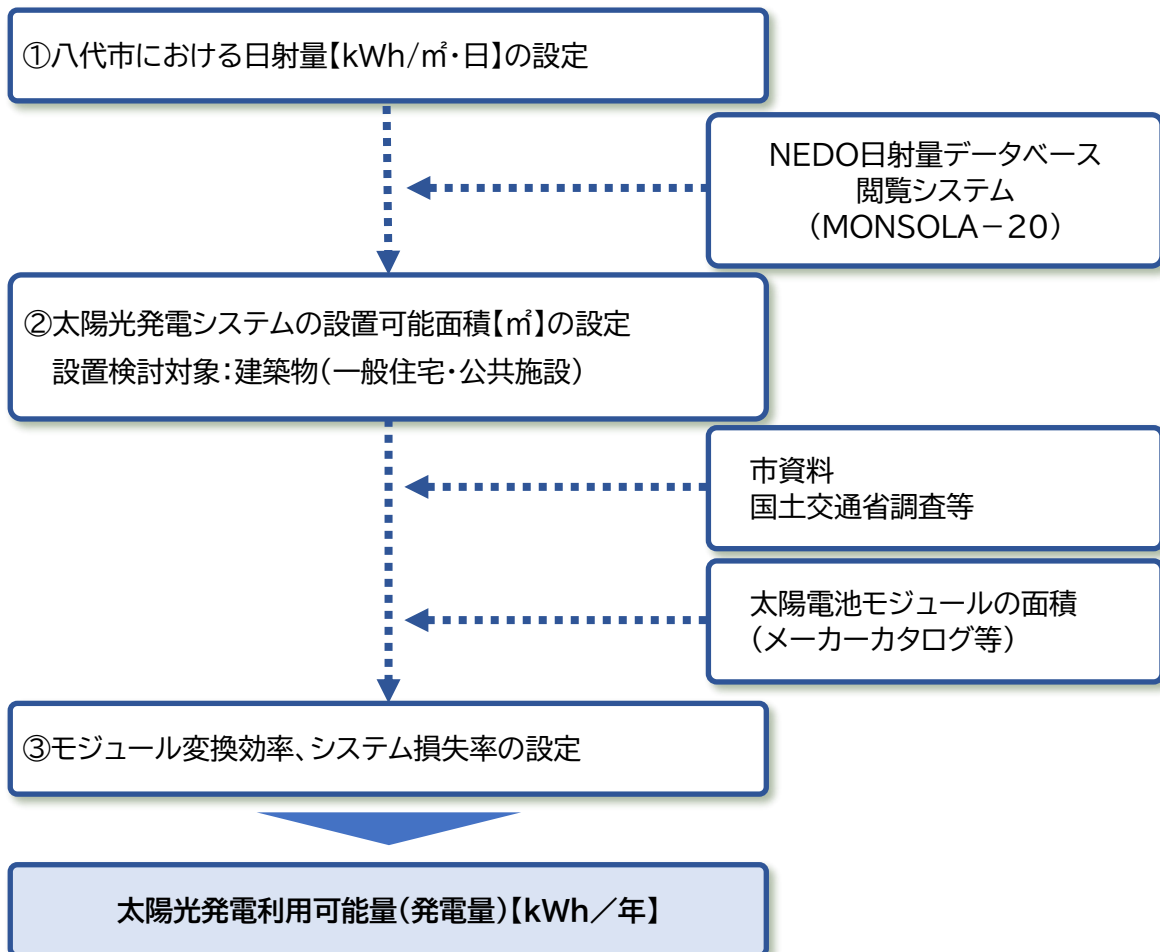 ①八代市における日射量【kWh/㎡・日】の設定
NEDO日射量データベース
閲覧システム
（MONSOLA－20）
②太陽光発電システムの設置可能面積【㎡】の設定
設置検討対象：建築物（一般住宅・公共施設）
市資料
国土交通省調査等
太陽電池モジュールの面積
（メーカーカタログ等）
③モジュール変換効率、システム損失率の設定
太陽光発電利用可能量（発電量）【kWh／年】